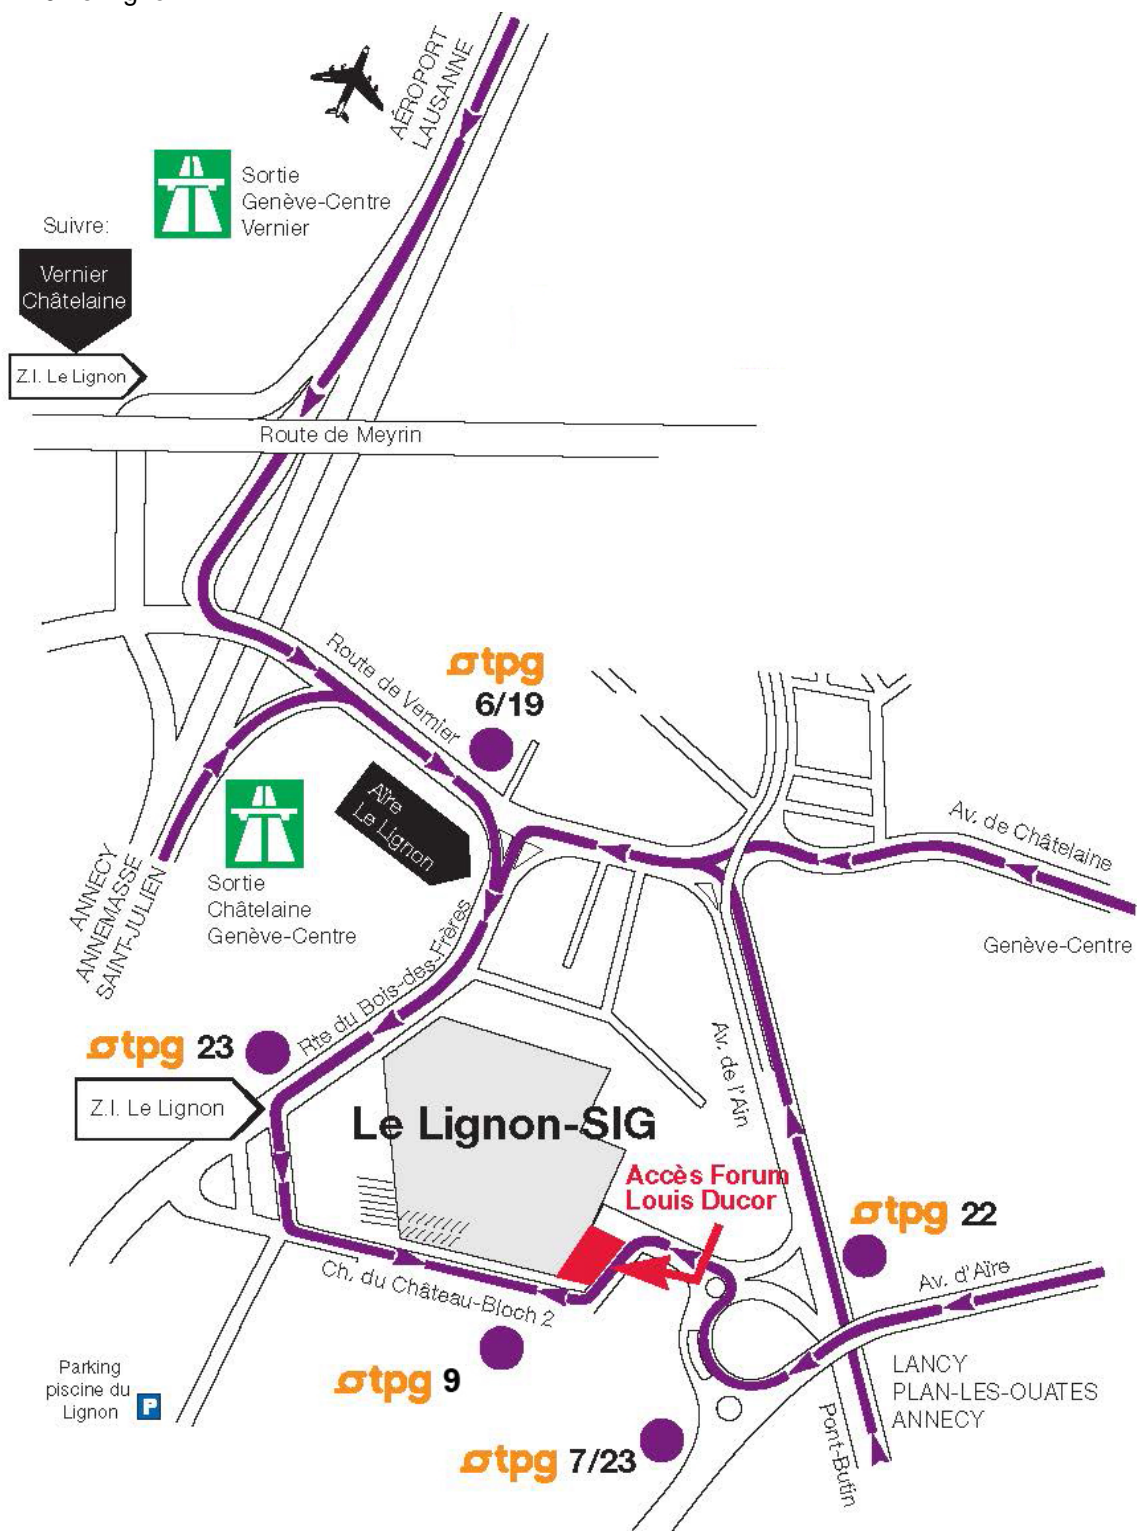 AÉROPORT
LAUSANNE
Sortie
Genève-Centre
Vernier
Suivre:
Vernier
Châtelaine
Z.I. Le Lignon
Route de Meyrin
Route de Vernier
tpg
6/19
Aïre
Le Lignon
Av. de Châtelaine
Genève-Centre
ANNECY
ANNEMASSE
SAINT-JULIEN
Sortie
Châtelaine
Genève-Centre
Rte du Bois-des-Frères
tpg 23
Z.I. Le Lignon
Av. de l'Ain
Le Lignon-SIG
Accès Forum
Louis Ducor
tpg 22
Av. d'Aïre
Ch. du Château-Bloch 2
tpg 9
Parking
piscine du
Lignon
P
LANCY
PLAN-LES-OUATES
ANNECY
Pont-Butin
tpg 7/23